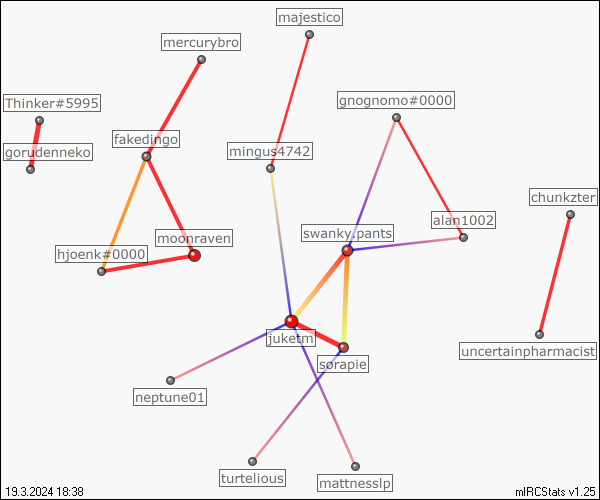 majestico
mercurybro
Thinker#5995
gnognomo#0000
fakedingo
gorudenneko
mingus4742
chunkzter
alan1002
swanky.pants
moonraven
hjoenk#0000
juketm
uncertainpharmacist
sorapie
neptune01
turtelious
mattnesslp
19.3.2024 18:38
mIRCStats v1.25